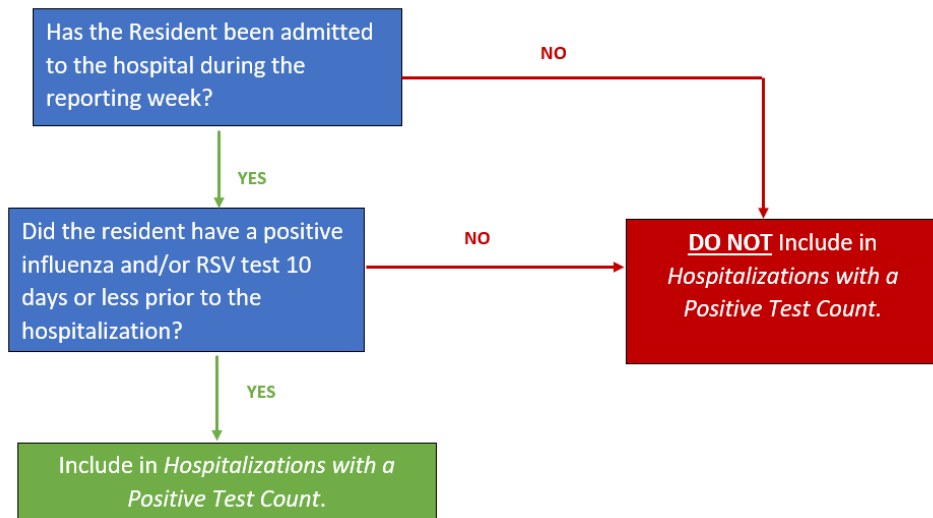 Has the Resident been admitted
to the hospital during the
reporting week?
NO
YES
Did the resident have a positive
influenza and/or RSV test 10
days or less prior to the
hospitalization?
NO
DO NOT Include in
Hospitalizations with a
Positive Test Count.
YES
Include in Hospitalizations with a
Positive Test Count.